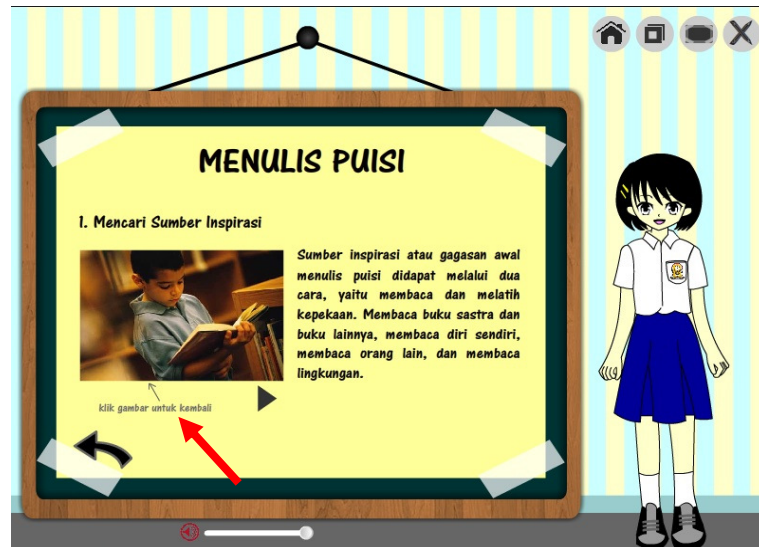 MENULIS PUISI
1. Mencari Sumber Inspirasi
Sumber inspirasi atau gagasan awal
menulis puisi didapat melalui dua
cara, yaitu membaca dan melatih
kepekaan. Membaca buku sastra dan
buku lainnya, membaca diri sendiri,
membaca orang lain, dan membaca
lingkungan.
klik gambar untuk kembali